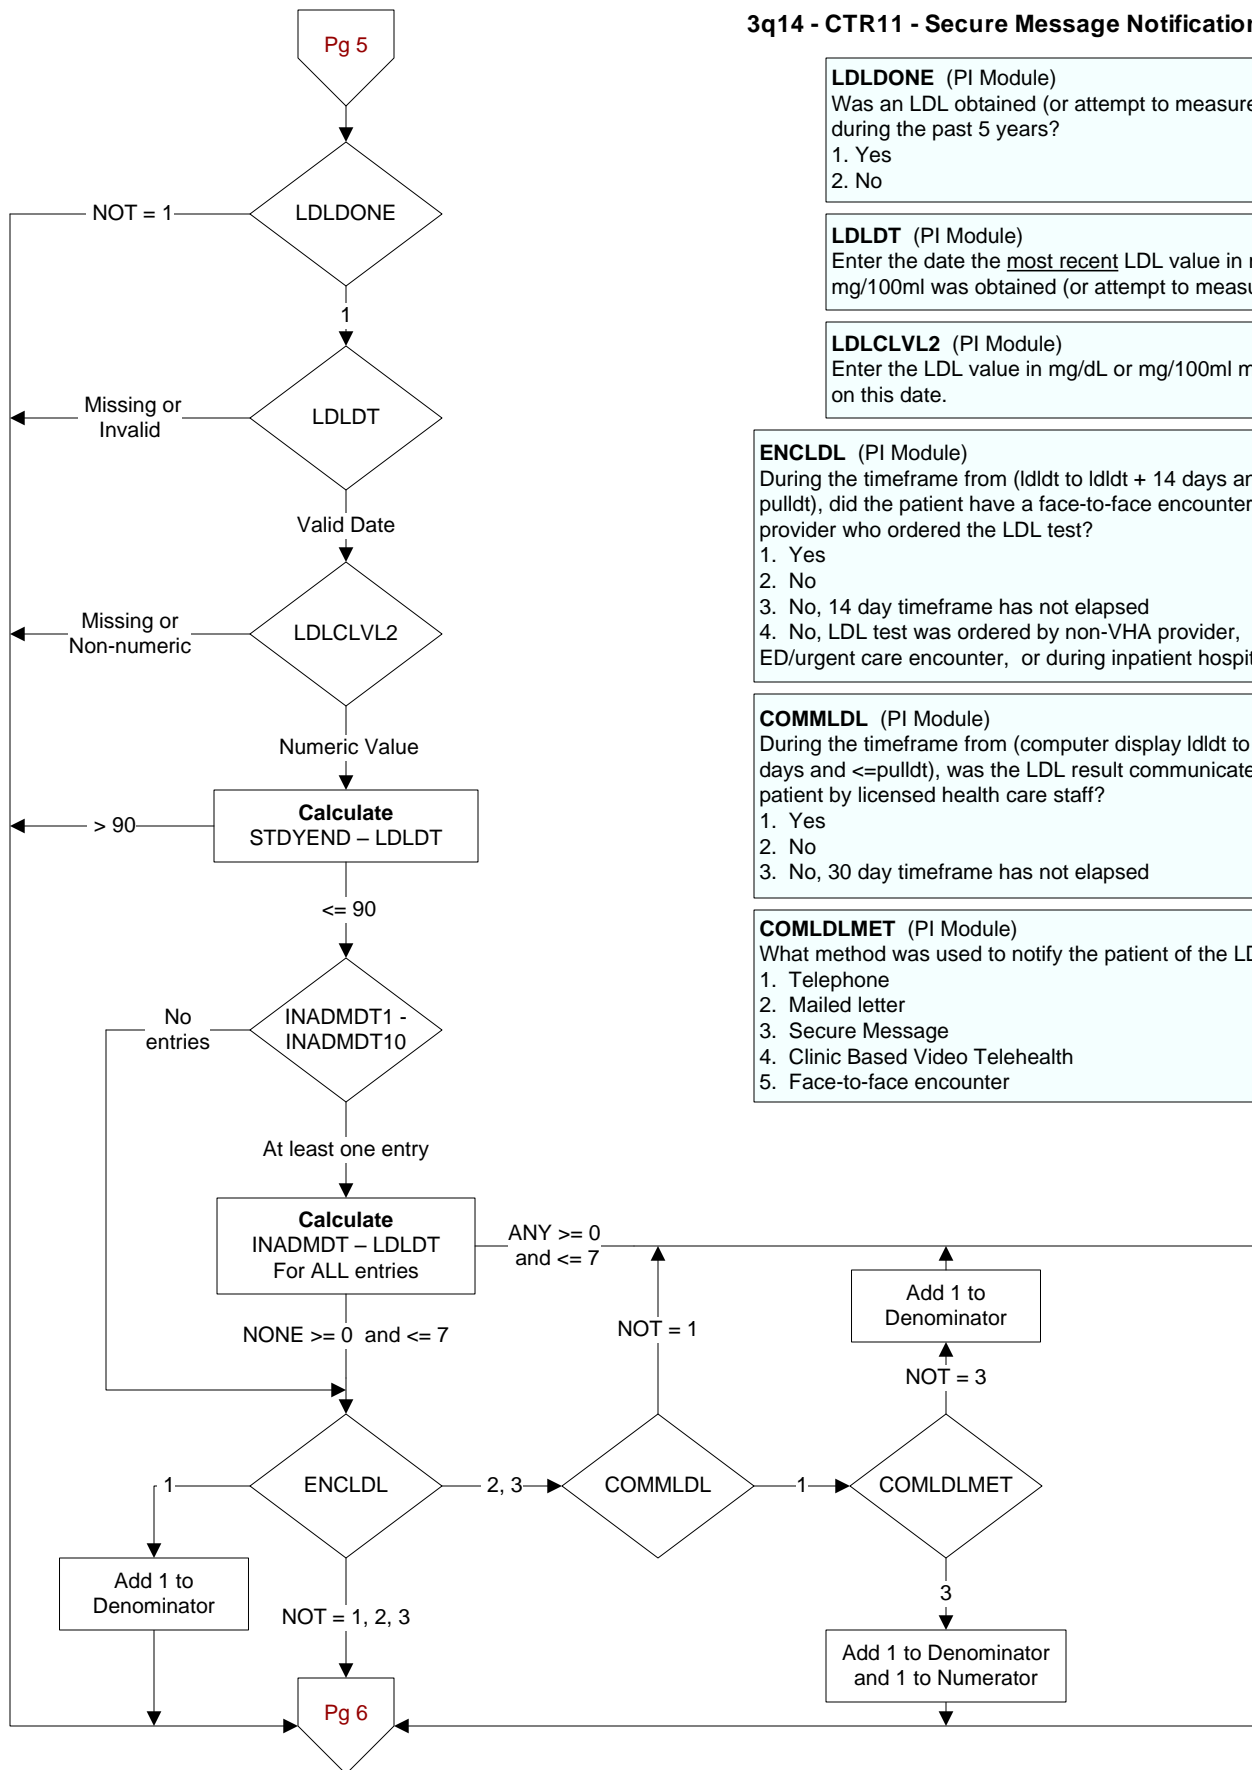 Pg 5
3q14 - CTR11 - Secure Message Notification
LDLDONE (PI Module)
Was an LDL obtained (or attempt to measure
during the past 5 years?
1. Yes
2. No
LDLDT (PI Module)
Enter the date the most recent LDL value in
mg/100ml was obtained (or attempt to
LDLCLVL2 (PI Module)
Enter the LDL value in mg/dL or mg/100ml
on this date.
ENCLDL (PI Module)
During the timeframe from (ldldt to ldldt + 14 days
pulldt), did the patient have a face-to-face encounter
provider who ordered the LDL test?
1. Yes
2. No
3. No, 14 day timeframe has not elapsed
4. No, LDL test was ordered by non-VHA provider,
ED/urgent care encounter, or during inpatient
COMMLDL (PI Module)
During the timeframe from (computer display ldldt to
days and <=pulldt), was the LDL result
patient by licensed health care staff?
1. Yes
2. No
3. No, 30 day timeframe has not elapsed
COMLDLMET (PI Module)
What method was used to notify the patient of the
1. Telephone
2. Mailed letter
3. Secure Message
4. Clinic Based Video Telehealth
5. Face-to-face encounter
LDLDONE
NOT = 1
1
LDLDT
Missing or
Invalid
Valid Date
LDLCLVL2
Missing or
Non-numeric
Numeric Value
Calculate
STDYEND – LDLDT
> 90
<= 90
INADMDT1 -
INADMDT10
No
entries
At least one entry
Calculate
INADMDT – LDLDT
For ALL entries
ANY >= 0
and <= 7
NONE >= 0 and <= 7
ENCLDL
1
2, 3
COMMLDL
NOT = 1
1
COMLDLMET
NOT = 3
Add 1 to
Denominator
3
Add 1 to Denominator
and 1 to Numerator
Add 1 to
Denominator
NOT = 1, 2, 3
Pg 6